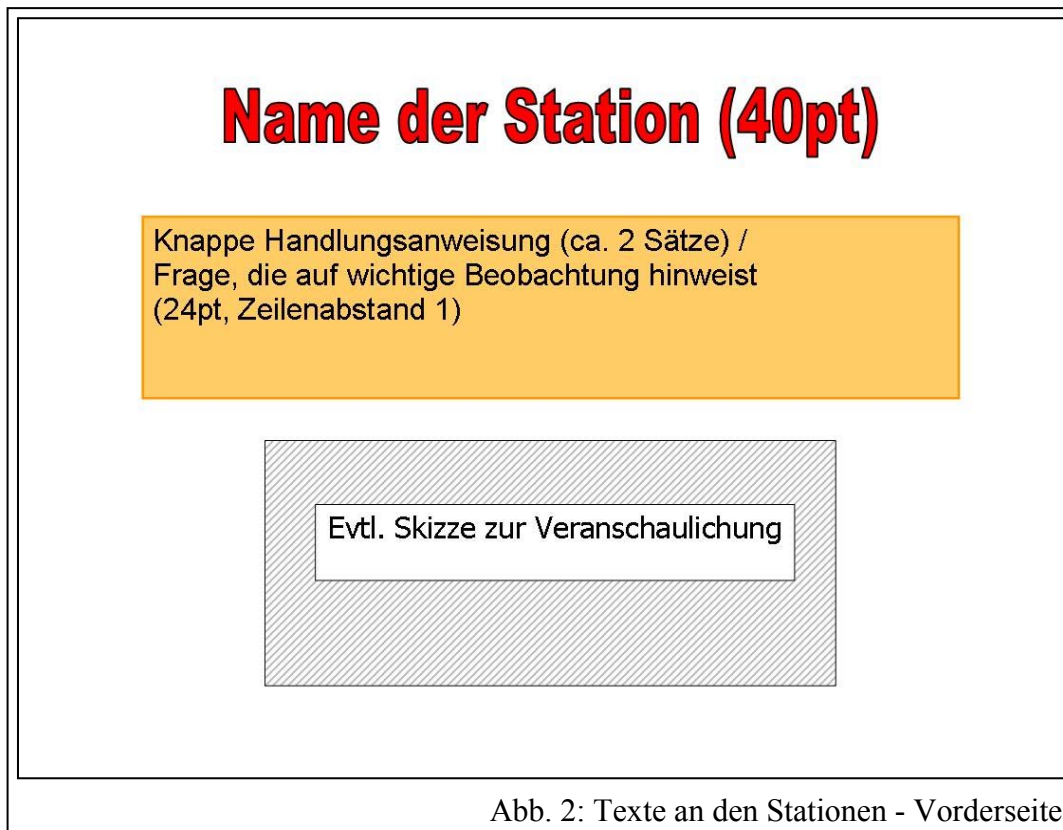 Name der Station (40pt)
Knappe Handlungsanweisung (ca. 2 Sätze) /
Frage, die auf wichtige Beobachtung hinweist
(24pt, Zeilenabstand 1)
Evtl. Skizze zur Veranschaulichung
Abb. 2: Texte an den Stationen - Vorderseite